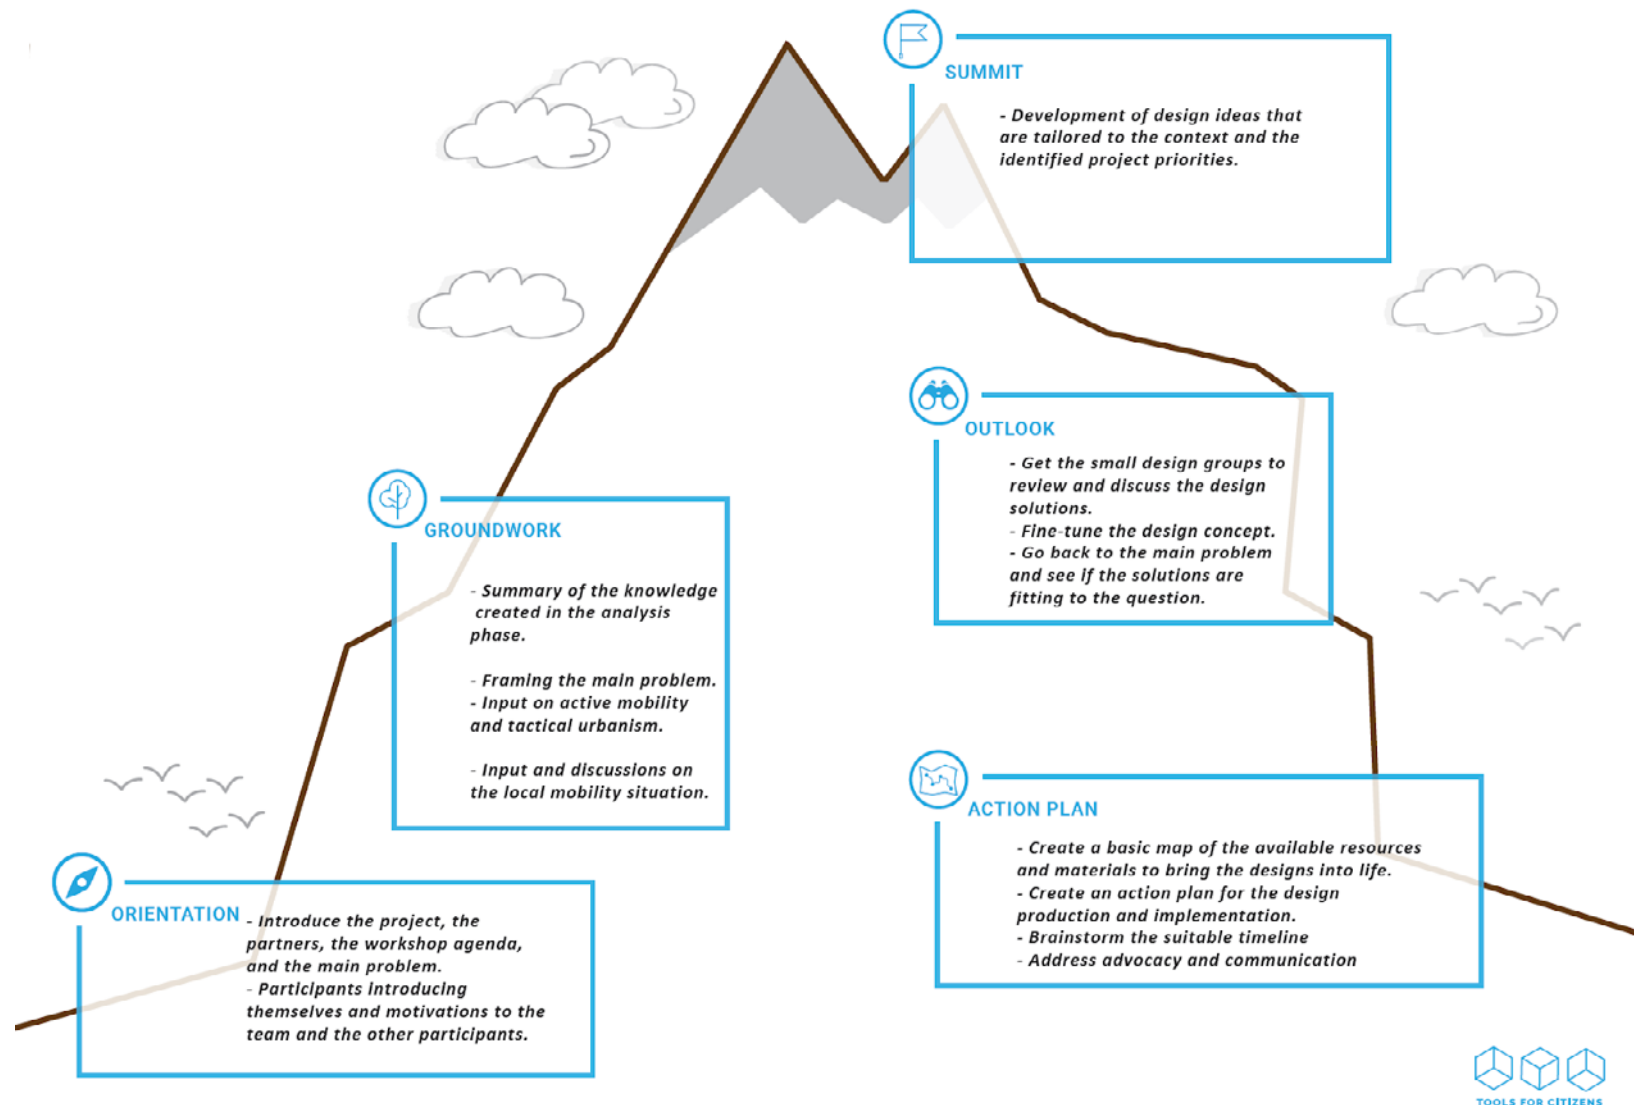 SUMMIT
- Development of design ideas that
are tailored to the context and the
identified project priorities.
OUTLOOK
- Get the small design groups to
review and discuss the design
solutions.
- Fine-tune the design concept.
- Go back to the main problem
and see if the solutions are
fitting to the question.
GROUNDWORK
- Summary of the knowledge
created in the analysis
phase.
- Framing the main problem.
- Input on active mobility
and tactical urbanism.
- Input and discussions on
the local mobility situation.
ACTION PLAN
- Create a basic map of the available resources
and materials to bring the designs into life.
- Create an action plan for the design
production and implementation.
- Brainstorm the suitable timeline
- Address advocacy and communication
ORIENTATION
- Introduce the project, the
partners, the workshop agenda,
and the main problem.
- Participants introducing
themselves and motivations to the
team and the other participants.
TOOLS FOR CITIZENS